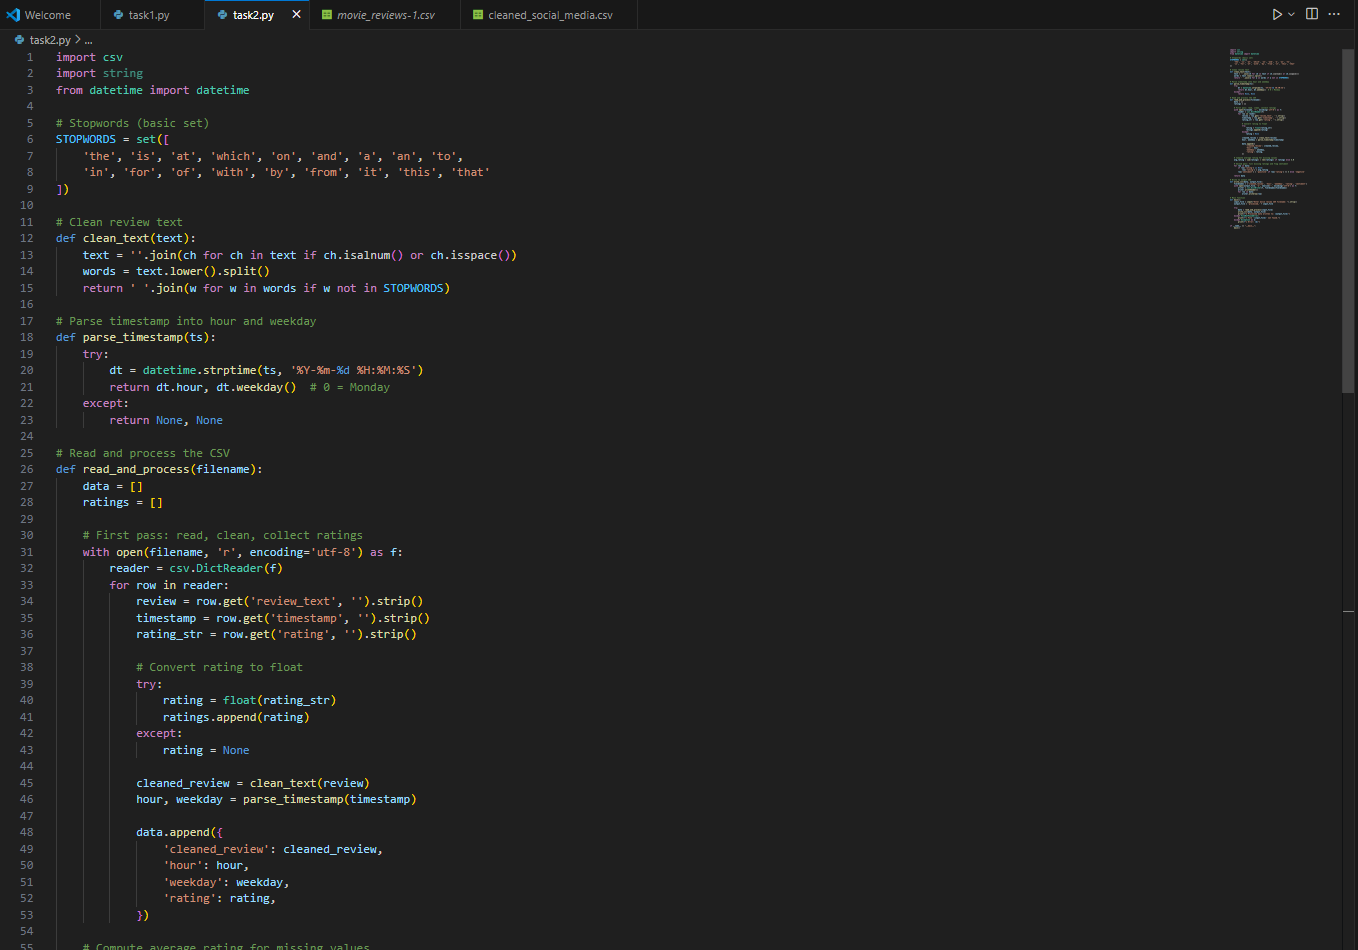 Welcome task1.py task2.py movie_reviews-1.csv cleaned_social_media.csv
task2.py > ...
1 import csv
2 import string
3 from datetime import datetime
4
5 # Stopwords (basic set)
6 STOPWORDS = set([
7     'the', 'is', 'at', 'which', 'on', 'and', 'a', 'an', 'to',
8     'in', 'for', 'of', 'with', 'by', 'from', 'it', 'this', 'that'
9 ])
10
11 # Clean review text
12 def clean_text(text):
13     text = ''.join(ch for ch in text if ch.isalnum() or ch.isspace())
14     words = text.lower().split()
15     return ' '.join(w for w in words if w not in STOPWORDS)
16
17 # Parse timestamp into hour and weekday
18 def parse_timestamp(ts):
19     try:
20         dt = datetime.strptime(ts, '%Y-%m-%d %H:%M:%S')
21         return dt.hour, dt.weekday()  # 0 = Monday
22     except:
23         return None, None
24
25 # Read and process the CSV
26 def read_and_process(filename):
27     data = []
28     ratings = []
29
30     # First pass: read, clean, collect ratings
31     with open(filename, 'r', encoding='utf-8') as f:
32         reader = csv.DictReader(f)
33         for row in reader:
34             review = row.get('review_text', '').strip()
35             timestamp = row.get('timestamp', '').strip()
36             rating_str = row.get('rating', '').strip()
37
38             # Convert rating to float
39             try:
40                 rating = float(rating_str)
41                 ratings.append(rating)
42             except:
43                 rating = None
44
45             cleaned_review = clean_text(review)
46             hour, weekday = parse_timestamp(timestamp)
47
48             data.append({
49                 'cleaned_review': cleaned_review,
50                 'hour': hour,
51                 'weekday': weekday,
52                 'rating': rating,
53             })
54
55     # Compute average rating for missing values